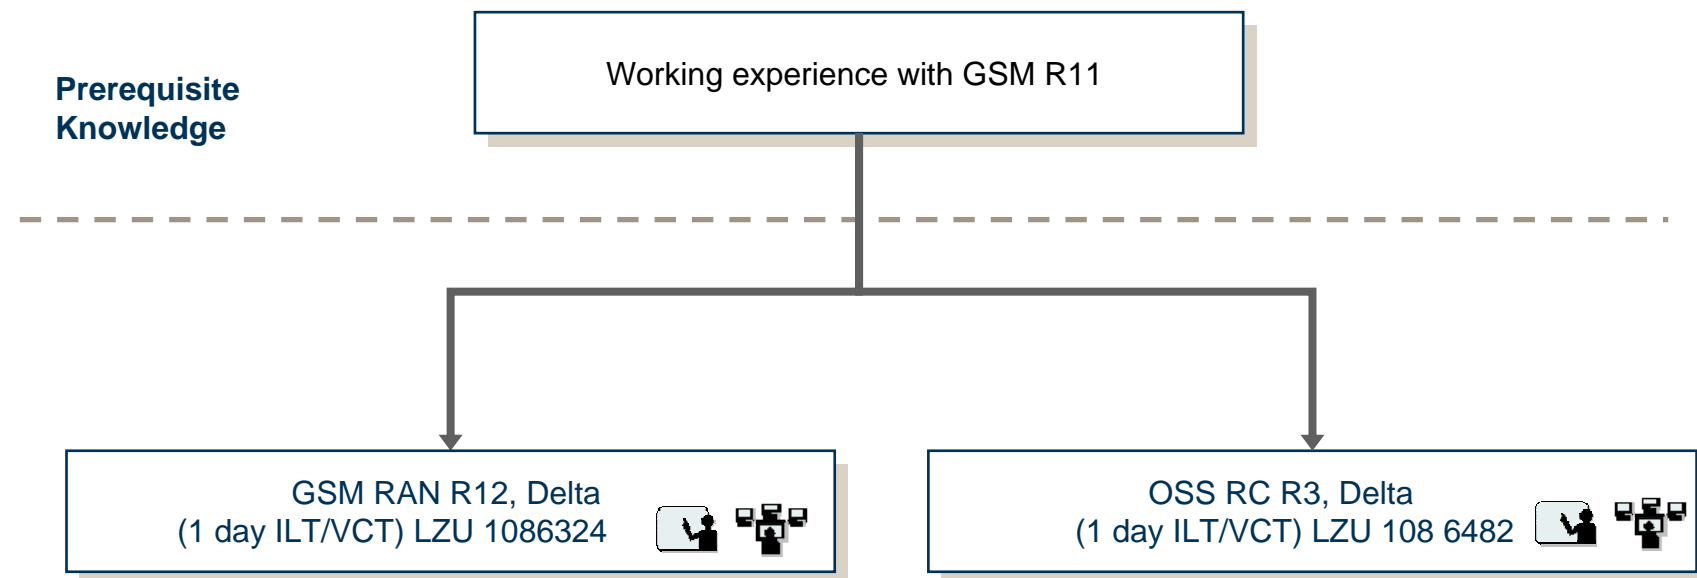 Prerequisite
Knowledge
Working experience with GSM R11
GSM RAN R12, Delta
(1 day ILT/VCT) LZU 1086324
OSS RC R3, Delta
(1 day ILT/VCT) LZU 108 6482